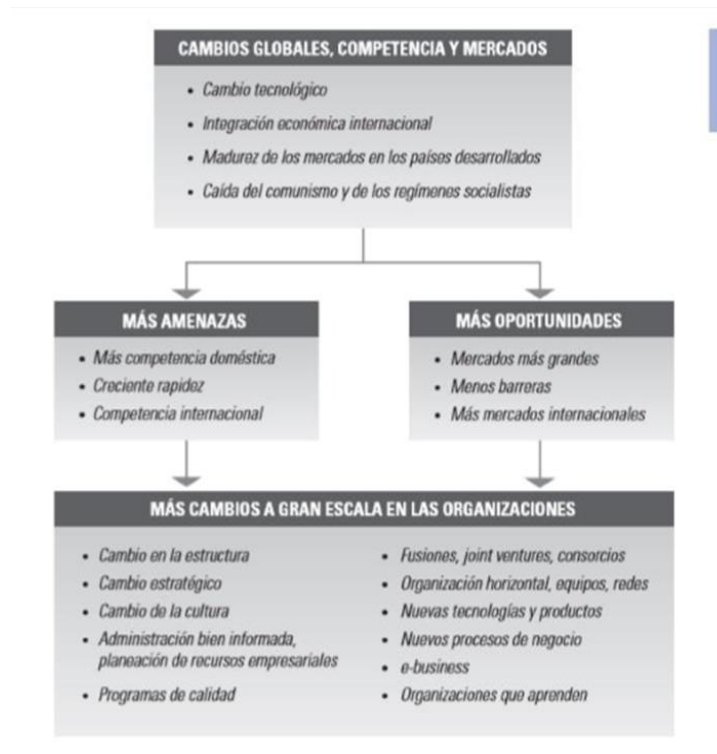 CAMBIOS GLOBALES, COMPETENCIA Y MERCADOS
• Cambio tecnológico
• Integración económica internacional
• Madurez de los mercados en los países desarrollados
• Caída del comunismo y de los regímenes socialistas
MÁS AMENAZAS
• Más competencia doméstica
• Creciente rapidez
• Competencia internacional
MÁS OPORTUNIDADES
• Mercados más grandes
• Menos barreras
• Más mercados internacionales
MÁS CAMBIOS A GRAN ESCALA EN LAS ORGANIZACIONES
• Cambio en la estructura
• Cambio estratégico
• Cambio de la cultura
• Administración bien informada,
planeación de recursos empresariales
• Programas de calidad
• Fusiones, joint ventures, consorcios
• Organización horizontal, equipos, redes
• Nuevas tecnologías y productos
• Nuevos procesos de negocio
• e-business
• Organizaciones que aprenden